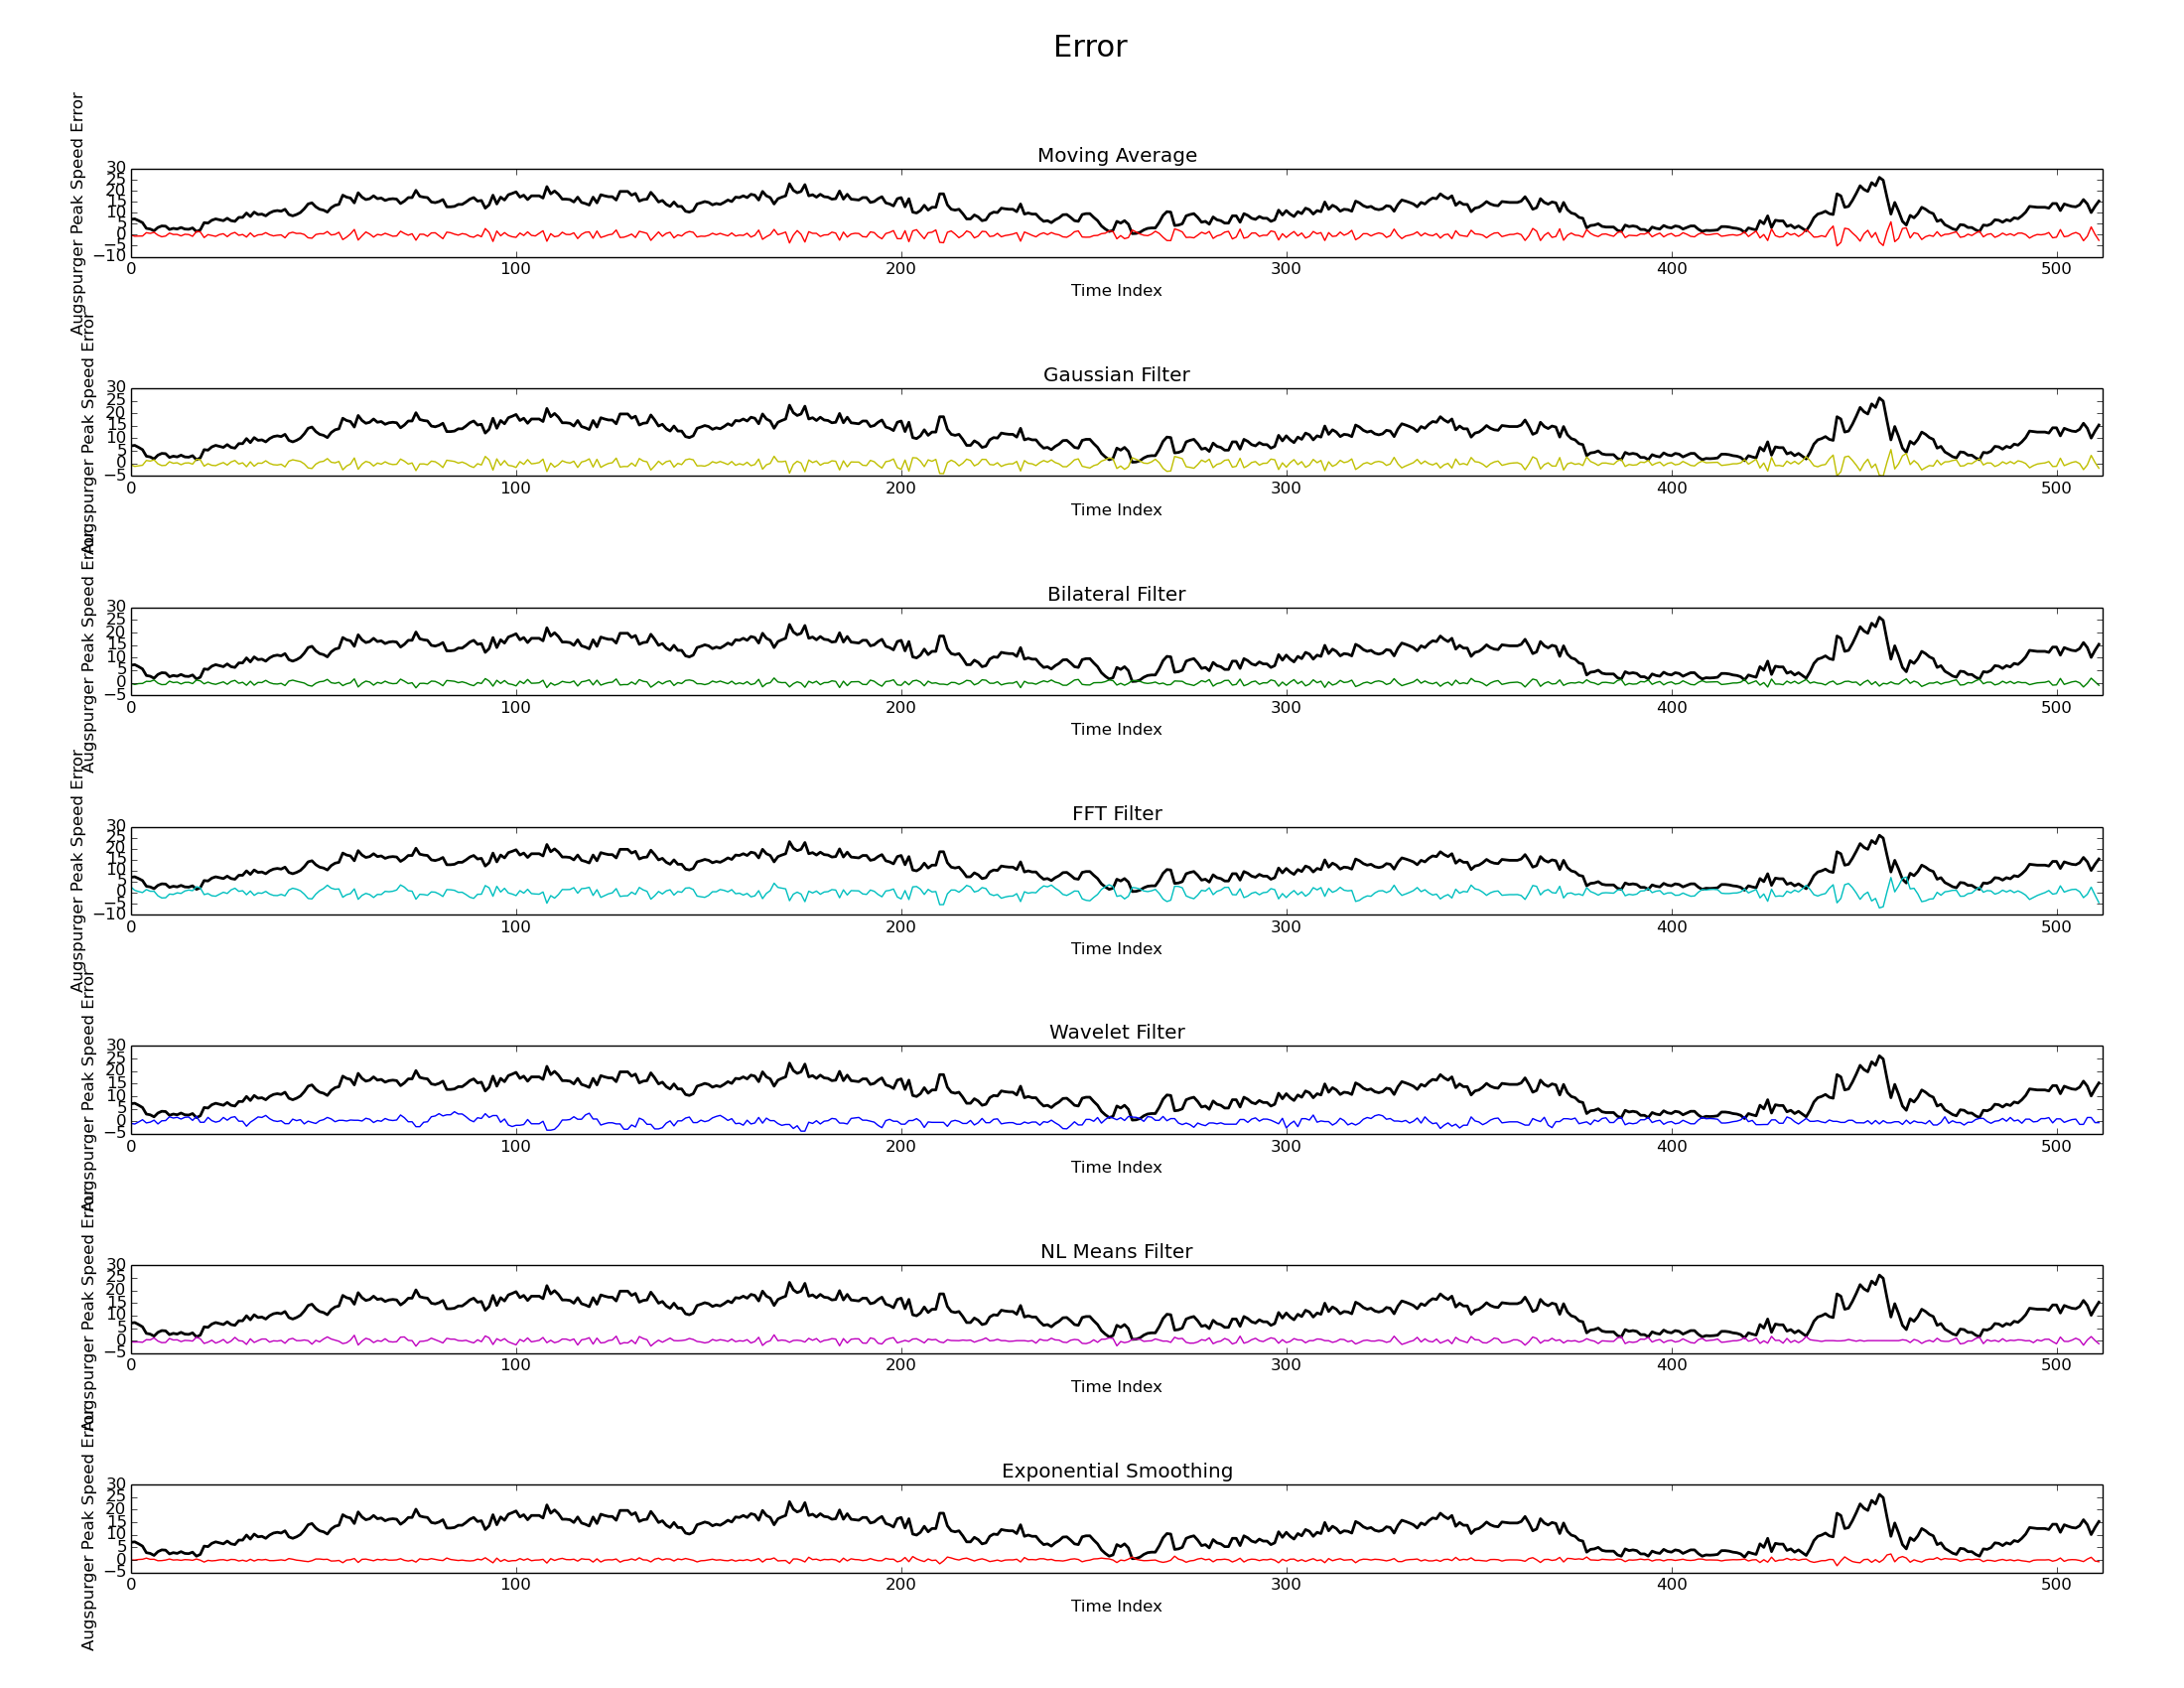 Error
Moving Average
Augspurger Peak Speed Error
30
25
20
15
10
5
0
−5
−10
0 100 200 300 400 500
Time Index
Gaussian Filter
Augspurger Peak Speed Error
30
25
20
15
10
5
0
−5
0 100 200 300 400 500
Time Index
Bilateral Filter
Augspurger Peak Speed Error
30
25
20
15
10
5
0
−5
0 100 200 300 400 500
Time Index
FFT Filter
Augspurger Peak Speed Error
30
25
20
15
10
5
0
−5
−10
0 100 200 300 400 500
Time Index
Wavelet Filter
Augspurger Peak Speed Error
30
25
20
15
10
5
0
−5
0 100 200 300 400 500
Time Index
NL Means Filter
Augspurger Peak Speed Error
30
25
20
15
10
5
0
−5
0 100 200 300 400 500
Time Index
Exponential Smoothing
Augspurger Peak Speed Error
30
25
20
15
10
5
0
−5
0 100 200 300 400 500
Time Index